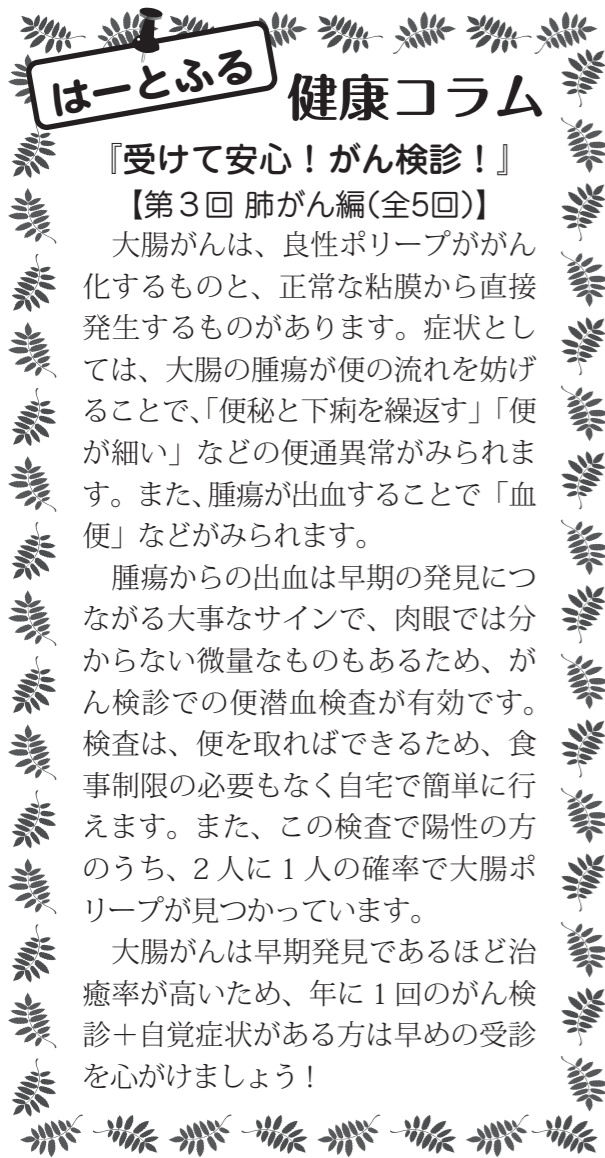 はーとふる
健康コラム
『受けて安心！がん検診！』
【第３回 肺がん編(全5回)】
　大腸がんは、良性ポリープががん
化するものと、正常な粘膜から直接
発生するものがあります。症状とし
ては、大腸の腫瘍が便の流れを妨げ
ることで、「便秘と下痢を繰返す」「便
が細い」などの便通異常がみられま
す。また、腫瘍が出血することで「血
便」などがみられます。
　腫瘍からの出血は早期の発見につ
ながる大事なサインで、肉眼では分
からない微量なものもあるため、が
ん検診での便潜血検査が有効です。
検査は、便を取ればできるため、食
事制限の必要もなく自宅で簡単に行
えます。また、この検査で陽性の方
のうち、2 人に 1 人の確率で大腸ポ
リープが見つかっています。
　大腸がんは早期発見であるほど治
癒率が高いため、年に 1 回のがん検
診＋自覚症状がある方は早めの受診
を心がけましょう！